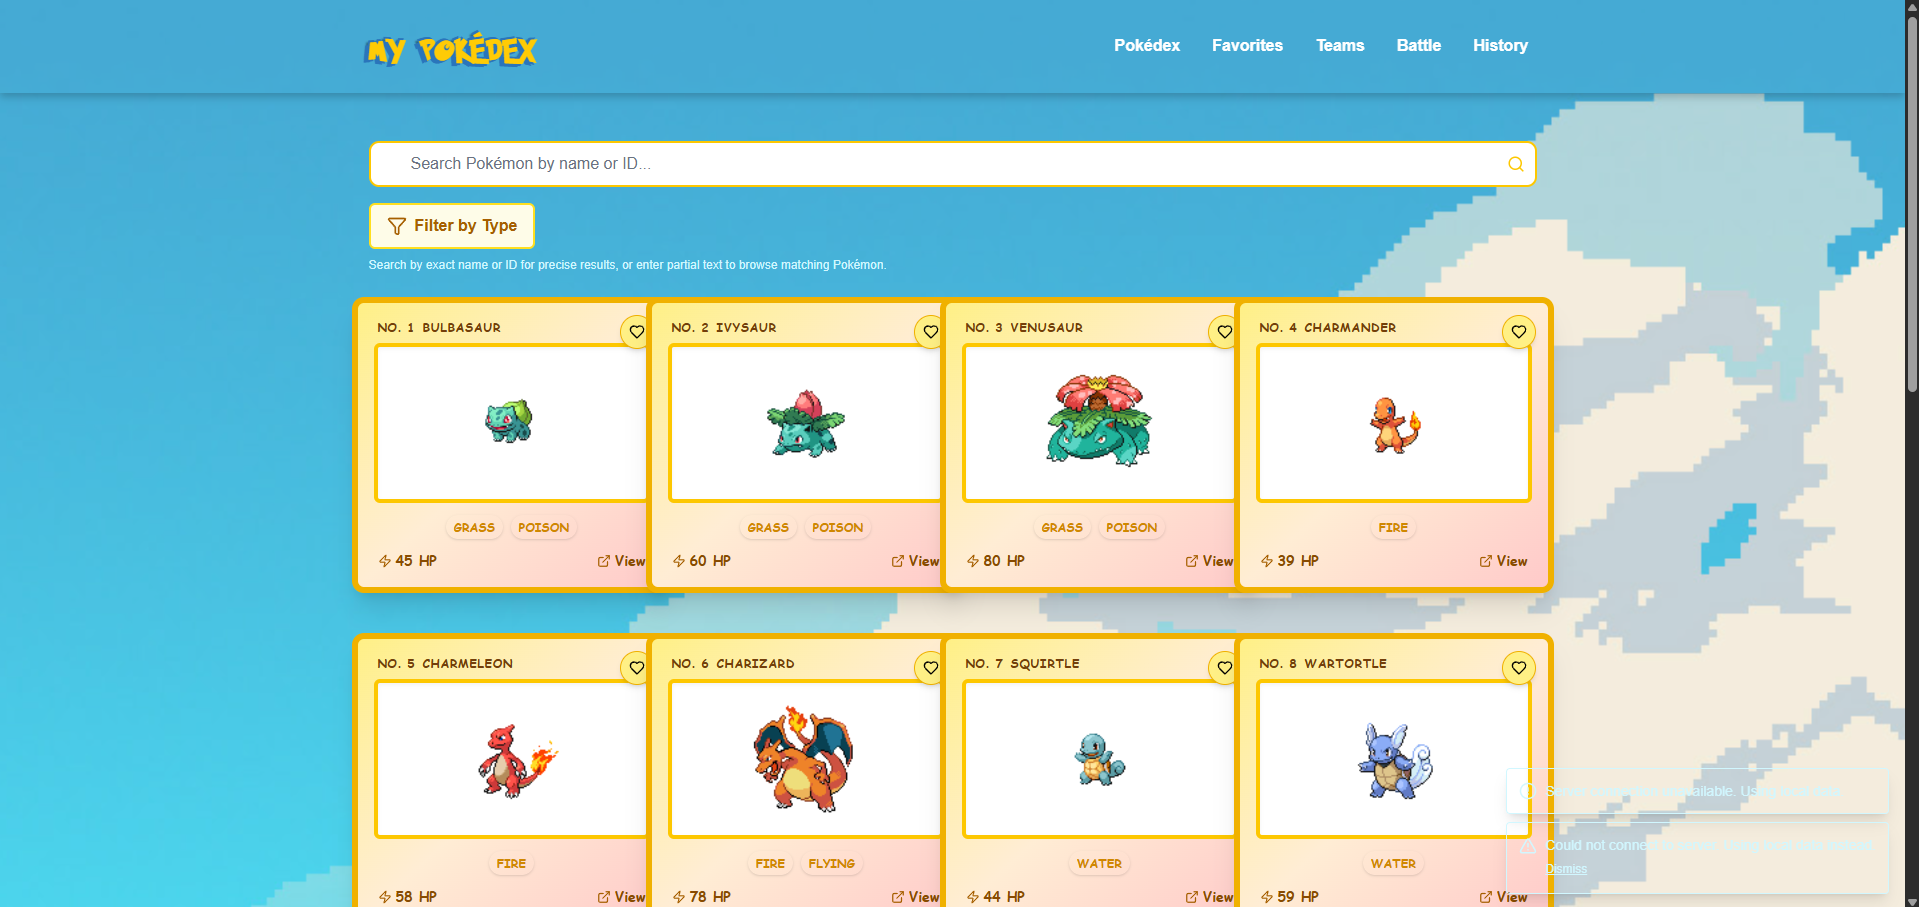 MY POKÉDEX
Pokédex Favorites Teams Battle History
Search Pokémon by name or ID...
Filter by Type
Search by exact name or ID for precise results, or enter partial text to browse matching Pokémon.
NO. 1 BULBASAUR
GRASS POISON
45 HP View
NO. 2 IVYSAUR
GRASS POISON
60 HP View
NO. 3 VENUSAUR
GRASS POISON
80 HP View
NO. 4 CHARMANDER
FIRE
39 HP View
NO. 5 CHARMELEON
FIRE
58 HP View
NO. 6 CHARIZARD
FIRE FLYING
78 HP View
NO. 7 SQUIRTLE
WATER
44 HP View
NO. 8 WARTORTLE
WATER
59 HP View
unavailable. Using
Could not connect
Dismiss